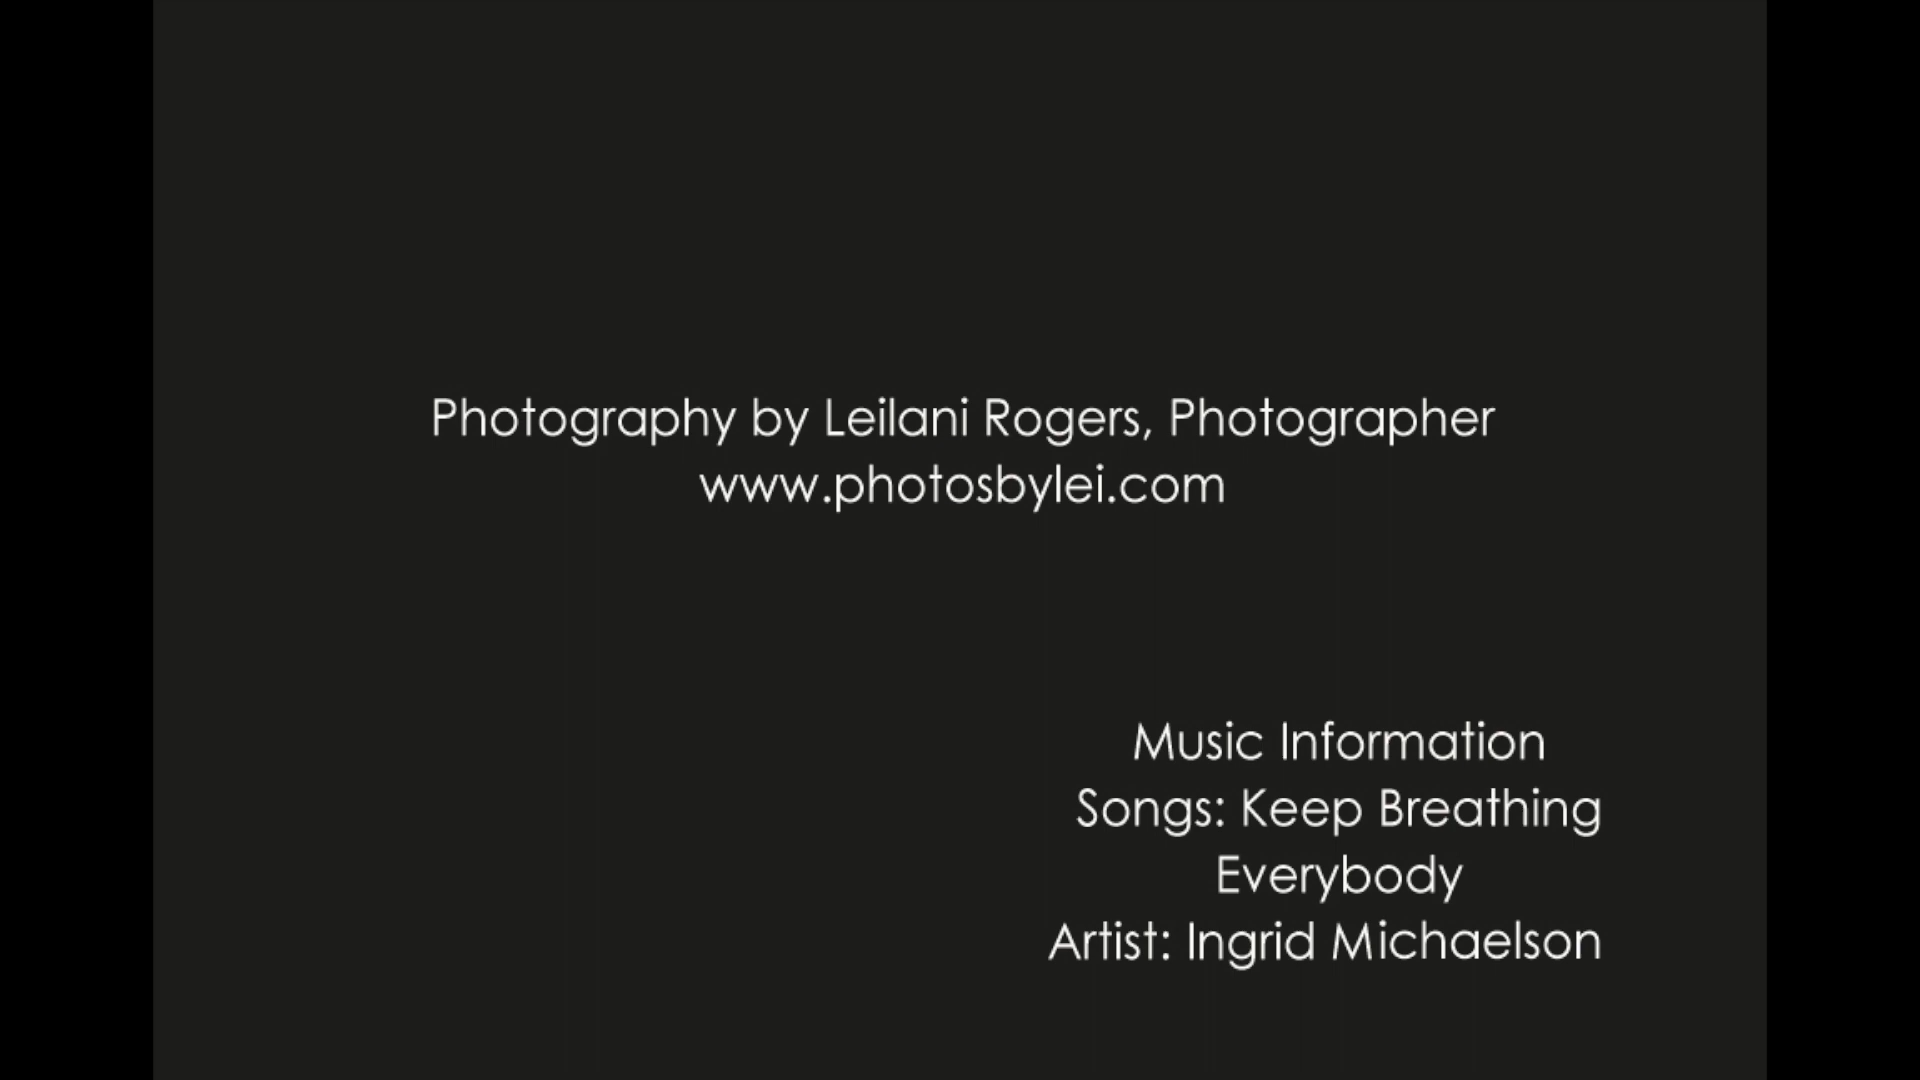 Photography by Leilani Rogers, Photographer
www.photosbylei.com
Music Information
Songs: Keep Breathing
Everybody
Artist: Ingrid Michaelson